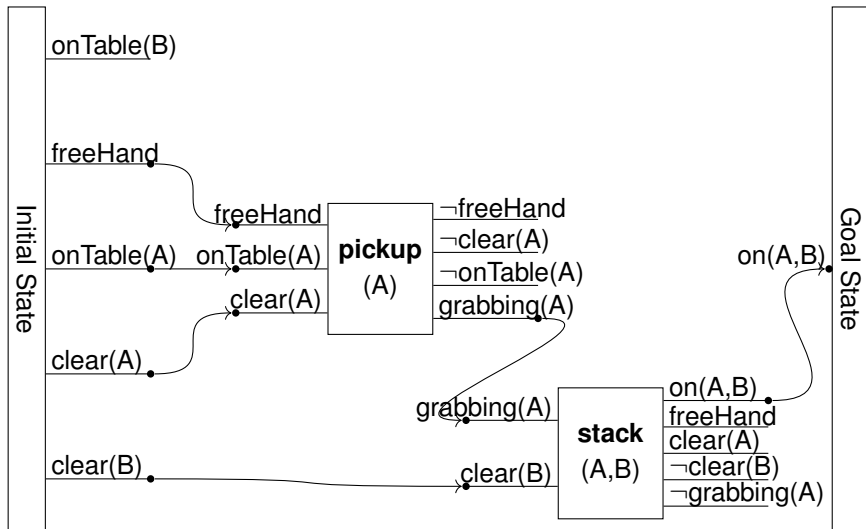 Initial State
onTable(B)
freeHand
onTable(A)
clear(A)
clear(B)
freeHand
onTable(A)
clear(A)
pickup
(A)
¬freeHand
¬clear(A)
¬onTable(A)
grabbing(A)
grabbing(A)
clear(B)
stack
(A,B)
on(A,B)
freeHand
clear(A)
¬clear(B)
¬grabbing(A)
on(A,B)
Goal State